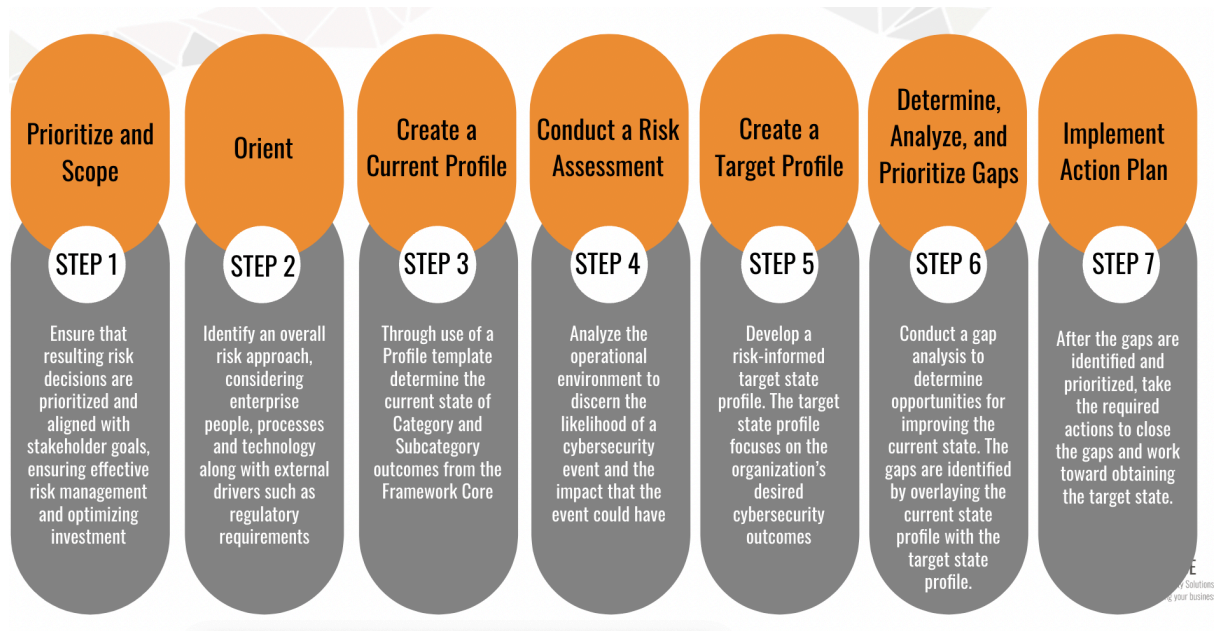 Prioritize and
Scope
STEP 1
Ensure that
resulting risk
decisions are
prioritized and
aligned with
stakeholder goals,
ensuring effective
risk management
and optimizing
investment
Orient
STEP 2
Identify an overall
risk approach,
considering
enterprise
people, processes
and technology
along with external
drivers such as
regulatory
requirements
Create a
Current Profile
STEP 3
Through use of a
Profile template
determine the
current state of
Category and
Subcategory
outcomes from the
Framework Core
Conduct a Risk
Assessment
STEP 4
Analyze the
operational
environment to
discern the
likelihood of a
cybersecurity
event and the
impact that the
event could have
Create a
Target Profile
STEP 5
Develop a
risk-informed
target state
profile. The target
state profile
focuses on the
organization's
desired
cybersecurity
outcomes
Determine,
Analyze, and
Prioritize Gaps
STEP 6
Conduct a gap
analysis to
determine
opportunities for
improving the
current state. The
gaps are identified
by overlaying the
current state
profile with the
target state
profile.
Implement
Action Plan
STEP 7
After the gaps are
identified and
prioritized, take
the required
actions to close
the gaps and work
toward obtaining
the target state.
E
Solutions
your busines